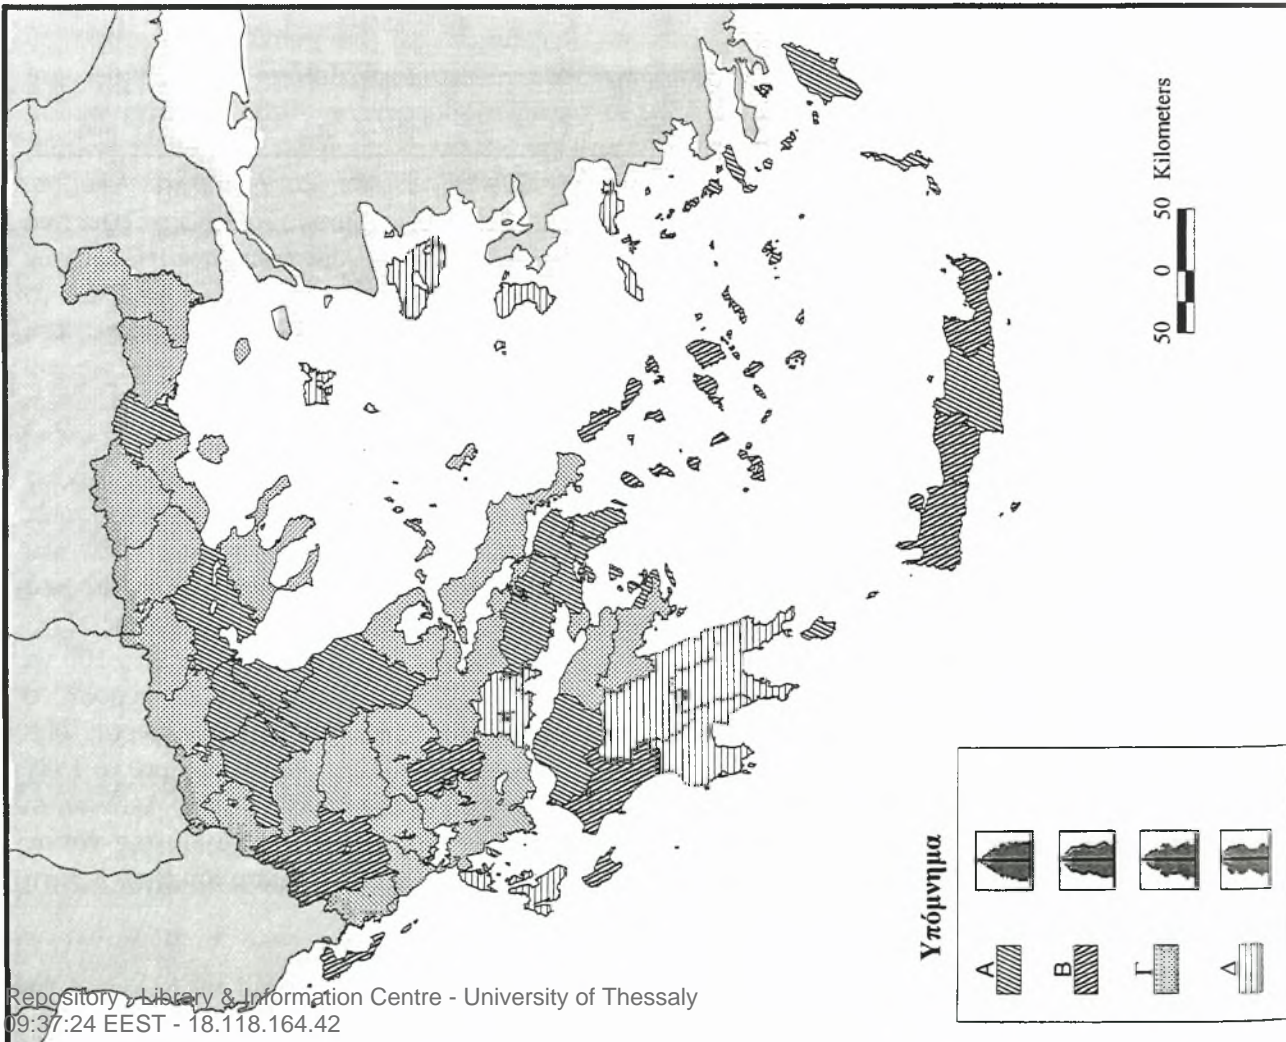 50 0 50 Kilometers
Υπόμνημα
Α
Β
Γ
Δ
Repository - Library & Information Centre - University of Thessaly
09:37:24 EEST - 18.118.164.42